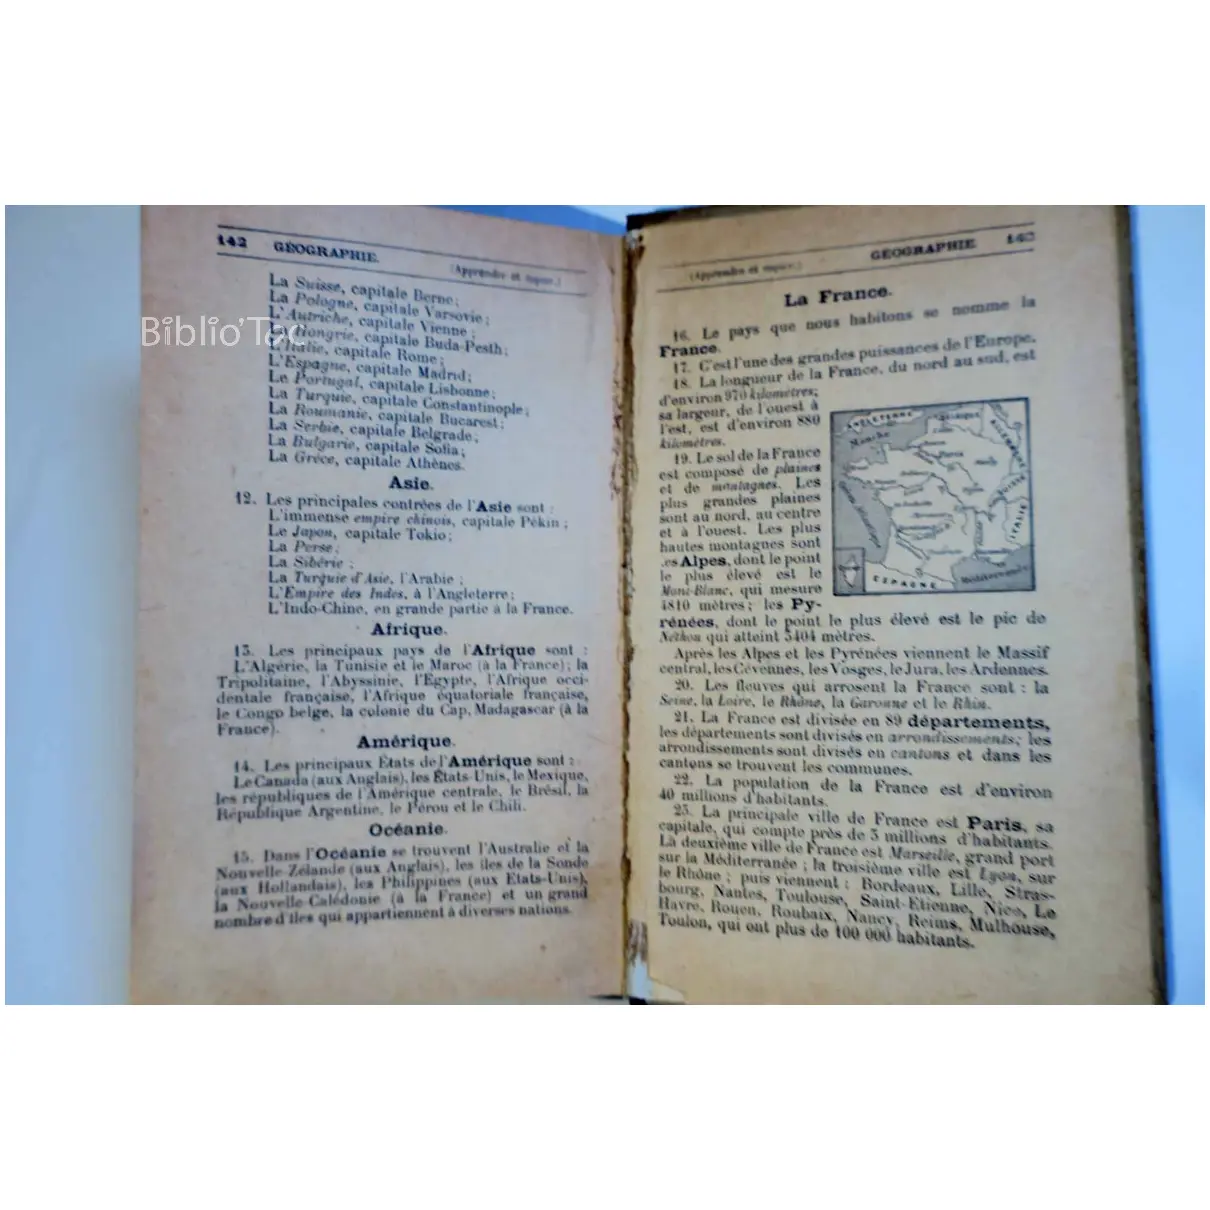 142 GÉOGRAPHIE.
(Apprendre et copier.)
La Suisse, capitale Berne;
La Pologne, capitale Varsovie;
L'Autriche, capitale Vienne;
Hongrie, capitale Buda-Pesth;
L'Italie, capitale Rome;
L'Espagne, capitale Madrid;
Le Portugal, capitale Lisbonne;
La Turquie, capitale Constantinople;
La Roumanie, capitale Bucarest;
La Serbie, capitale Belgrade;
La Bulgarie, capitale Sofia;
La Grèce, capitale Athènes.
Biblio'Tac
Asie.
12. Les principales contrées de l'Asie sont :
L'immense empire chinois, capitale Pékin;
Le Japon, capitale Tokio;
La Perse;
La Sibérie;
La Turquie d'Asie, l'Arabie;
L'Empire des Indes, à l'Angleterre;
L'Indo-Chine, en grande partie à la France.
Afrique.
13. Les principaux pays de l'Afrique sont :
L'Algérie, la Tunisie et le Maroc (à la France); la
Tripolitaine, l'Abyssinie, l'Égypte, l'Afrique occi-
dentale française, l'Afrique équatoriale française,
le Congo belge, la colonie du Cap, Madagascar (à la
France).
Amérique.
14. Les principaux États de l'Amérique sont :
Le Canada (aux Anglais), les États-Unis, le Mexique,
les républiques de l'Amérique centrale, le Brésil, la
République Argentine, le Pérou et le Chili.
Océanie.
15. Dans l'Océanie se trouvent l'Australie et la
Nouvelle-Zélande (aux Anglais), les îles de la Sonde
(aux Hollandais), les Philippines (aux États-Unis),
la Nouvelle-Calédonie (à la France) et un grand
nombre d'îles qui appartiennent à diverses nations.
GÉOGRAPHIE
(Apprendre et copier.)
La France.
16. Le pays que nous habitons se nomme la
France.
17. C'est l'une des grandes puissances de l'Europe.
18. La longueur de la France, du nord au sud, est
d'environ 970 kilomètres;
sa largeur, de l'ouest à
l'est, est d'environ 880
kilomètres.
19. Le sol de la France
est composé de plaines
et de montagnes. Les
plus grandes plaines
sont au nord, au centre
et à l'ouest. Les plus
hautes montagnes sont
les Alpes, dont le point
le plus élevé est le
Mont-Blanc, qui mesure
4810 mètres; les Py-
rénées, dont le point le plus élevé est le pic de
Néthou qui atteint 3404 mètres.
Après les Alpes et les Pyrénées viennent le Massif
central, les Cévennes, les Vosges, le Jura, les Ardennes.
20. Les fleuves qui arrosent la France sont : la
Seine, la Loire, le Rhône, la Garonne et le Rhin.
21. La France est divisée en 89 départements,
les départements sont divisés en arrondissements; les
arrondissements sont divisés en cantons et dans les
cantons se trouvent les communes.
22. La population de la France est d'environ
40 millions d'habitants.
23. La principale ville de France est Paris, sa
capitale, qui compte près de 3 millions d'habitants.
La deuxième ville de France est Marseille, grand port
sur la Méditerranée; la troisième ville est Lyon, sur
le Rhône; puis viennent : Bordeaux, Lille, Stras-
bourg, Nantes, Toulouse, Saint-Étienne, Nice, Le
Havre, Rouen, Roubaix, Nancy, Reims, Mulhouse,
Toulon, qui ont plus de 100 000 habitants.
ANGLETERRE
Manche
Paris
SUISSE
ITALIE
ESPAGNE
Méditerranée